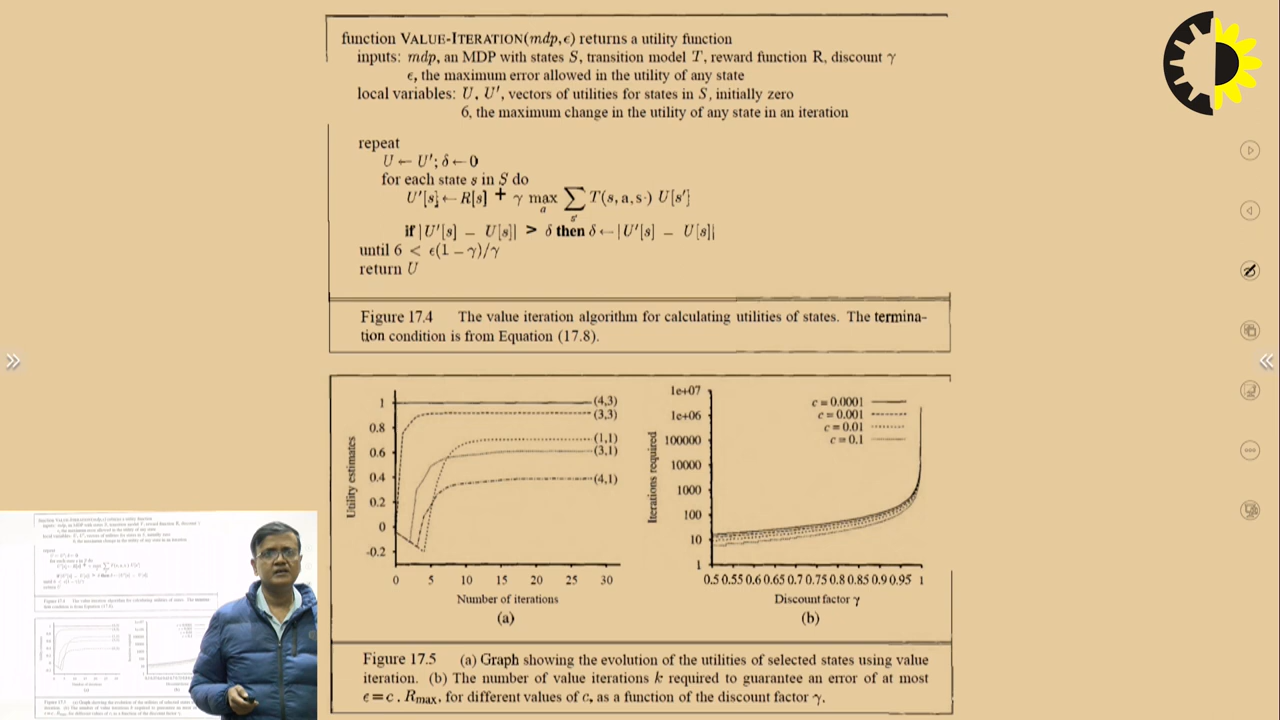 function VALUE-ITERATION(mdp, ϵ) returns a utility function
inputs: mdp, an MDP with states S, transition model T, reward function R, discount γ
ϵ, the maximum error allowed in the utility of any state
local variables: U, U′, vectors of utilities for states in S, initially zero
6, the maximum change in the utility of any state in an iteration
repeat
U ← U′; δ ← 0
for each state s in S do
U′[s] ← R[s] + γ max_a ∑_s' T(s, a, s·) U[s′]
if |U′[s] − U[s]| > δ then δ ← |U′[s] − U[s]|
until 6 < ϵ(1 − γ)/γ
return U
Figure 17.4 The value iteration algorithm for calculating utilities of states. The termina-
tion condition is from Equation (17.8).
1
0.8
0.6
0.4
0.2
0
-0.2
Utility estimates
(4,3)
(3,3)
(1,1)
(3,1)
(4,1)
0 5 10 15 20 25 30
Number of iterations
(a)
1e+07
1e+06
100000
10000
1000
100
10
1
Iterations required
c = 0.0001
c = 0.001
c = 0.01
c = 0.1
0.5 0.55 0.6 0.65 0.7 0.75 0.8 0.85 0.9 0.95 1
Discount factor γ
(b)
Figure 17.5 (a) Graph showing the evolution of the utilities of selected states using value
iteration. (b) The number of value iterations k required to guarantee an error of at most
ϵ = c · Rmax, for different values of c, as a function of the discount factor γ.